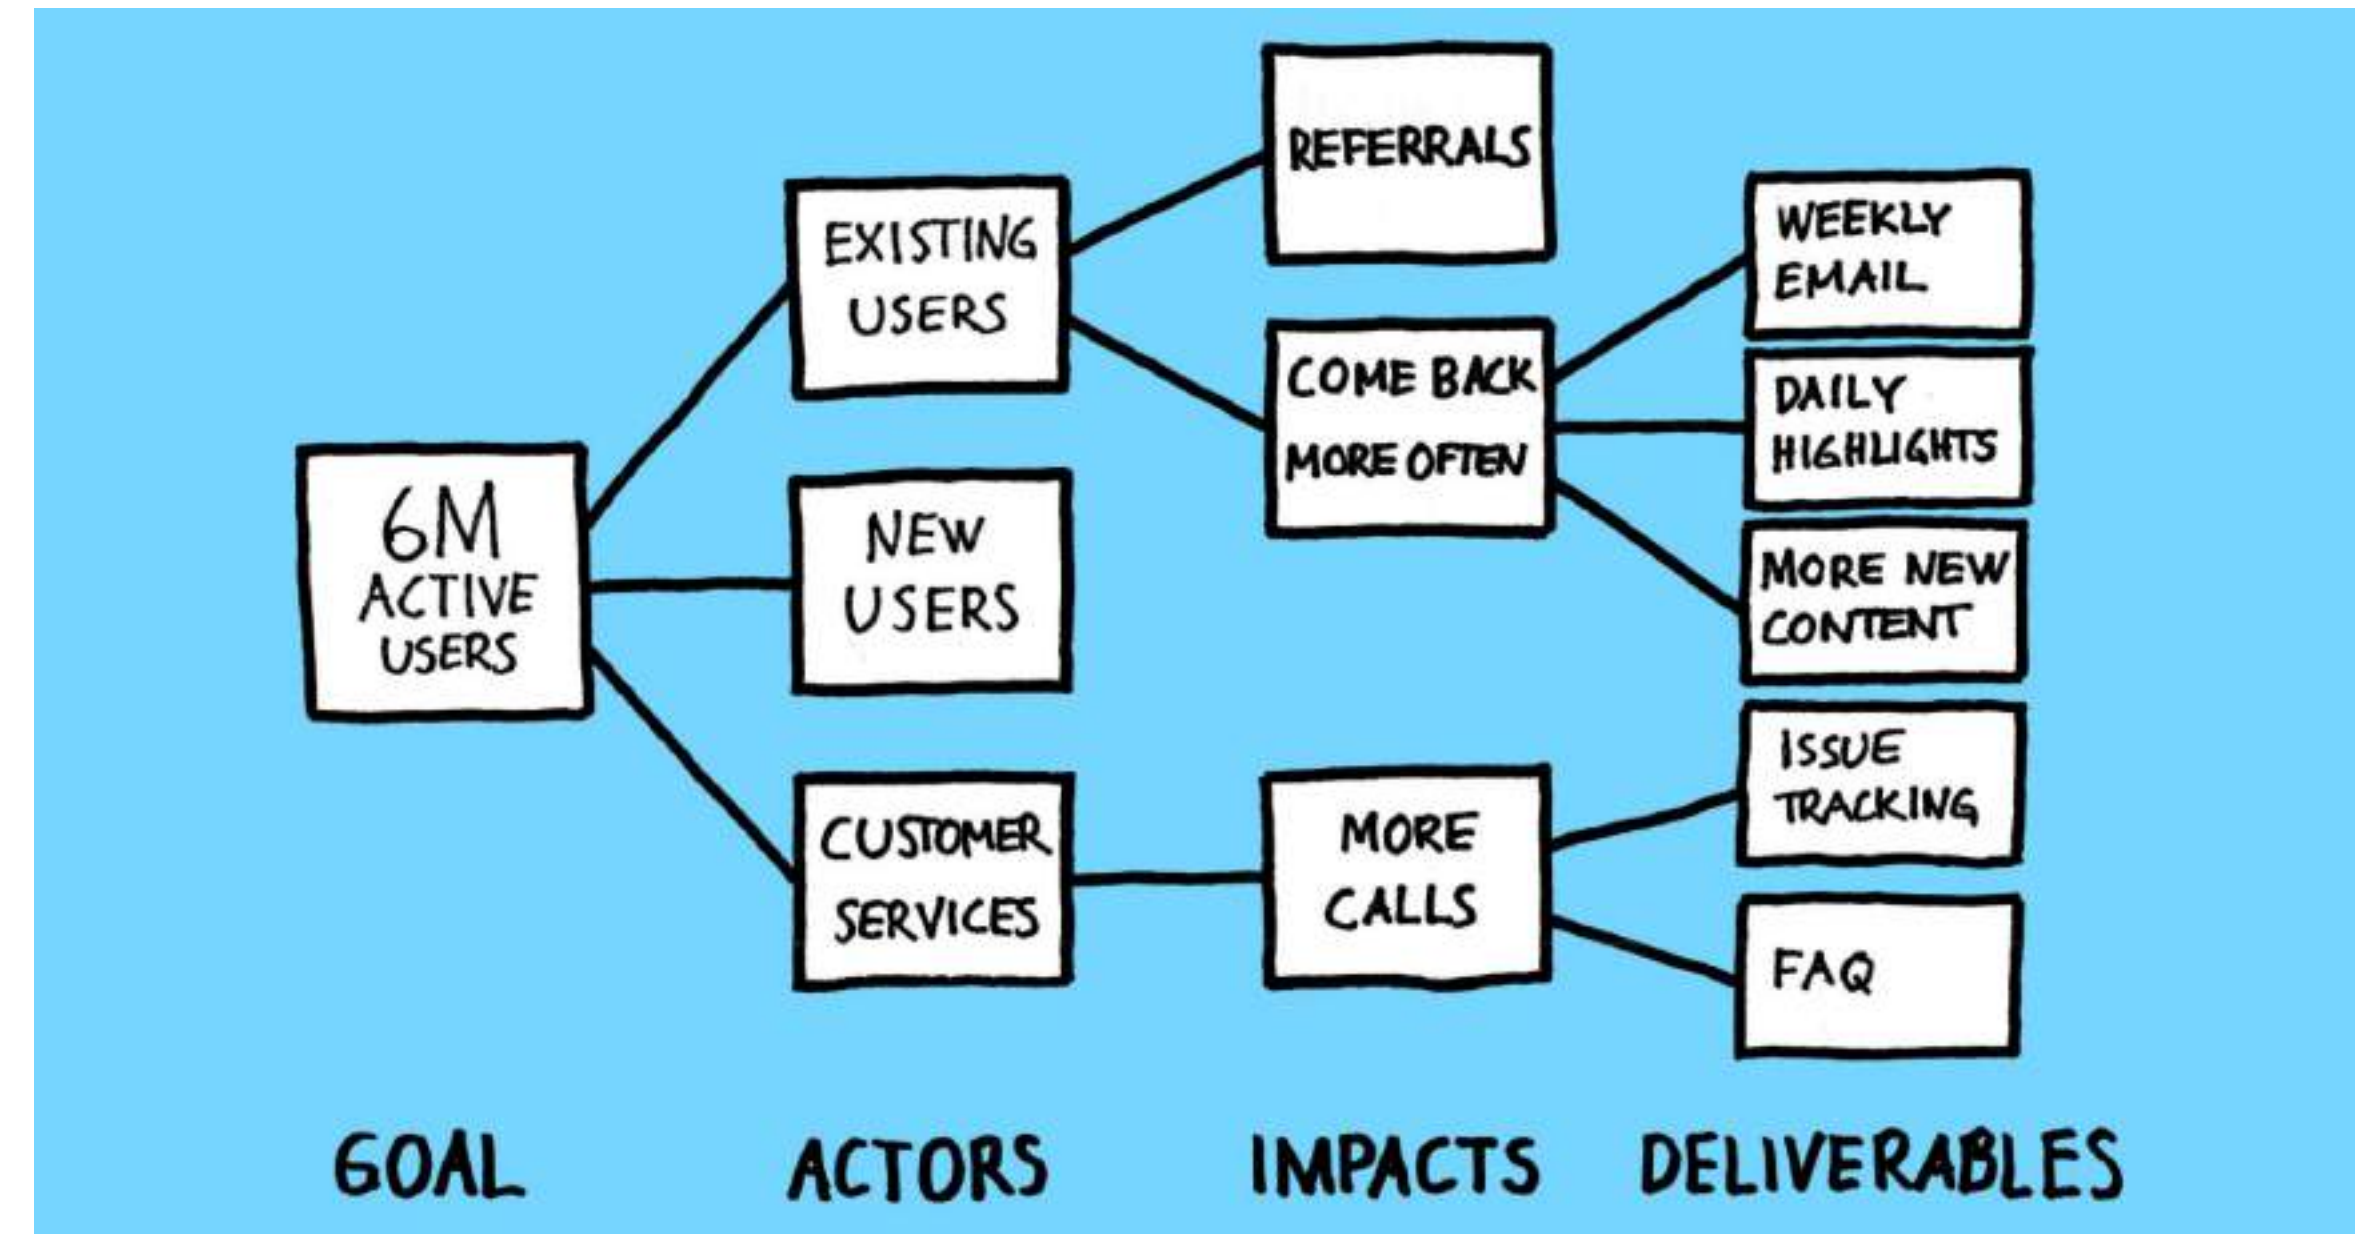 REFERRALS
EXISTING
USERS
WEEKLY
EMAIL
COME BACK
MORE OFTEN
DAILY
HIGHLIGHTS
6M
ACTIVE
USERS
NEW
USERS
MORE NEW
CONTENT
CUSTOMER
SERVICES
MORE
CALLS
ISSUE
TRACKING
FAQ
GOAL
ACTORS
IMPACTS
DELIVERABLES